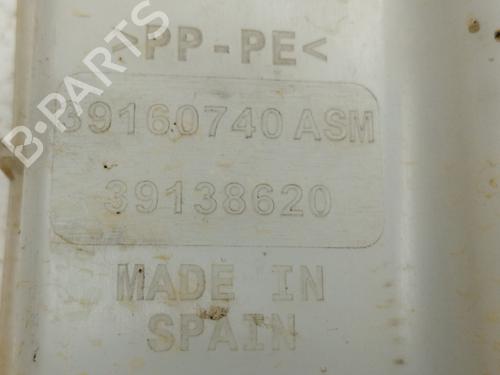 >PP-PE<
39160740 ASM
39138620
MADE IN
SPAIN
B-PARTS